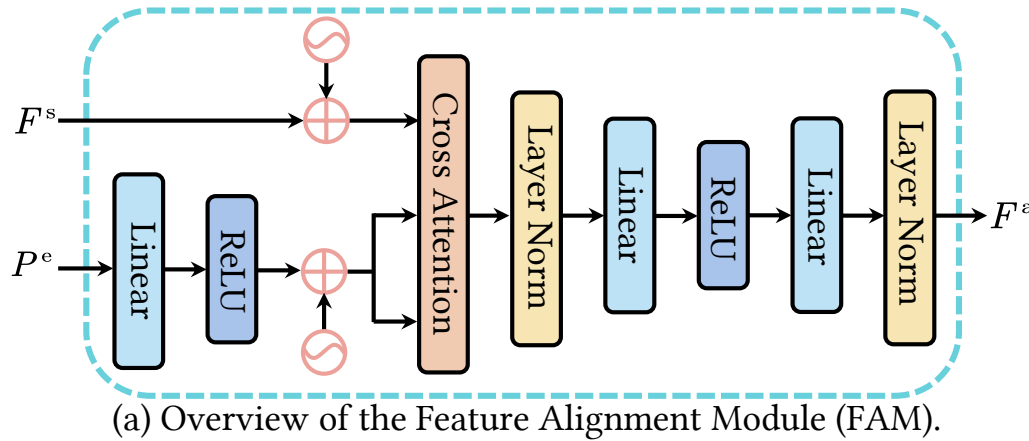 F^s
P^e
Linear
ReLU
Cross Attention
Layer Norm
Linear
ReLU
Linear
Layer Norm
F^a
(a) Overview of the Feature Alignment Module (FAM).